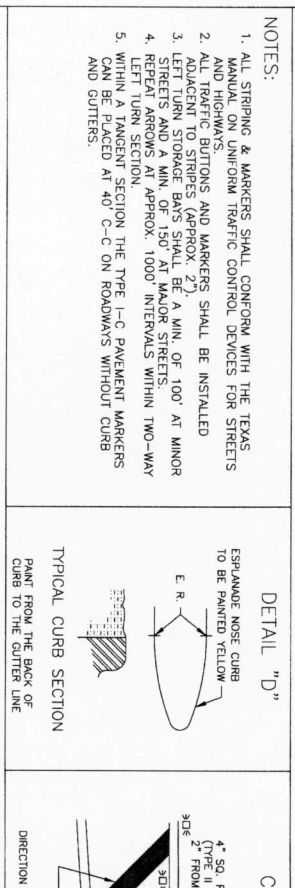 NOTES:
1. ALL STRIPING & MARKERS SHALL CONFORM WITH THE TEXAS
MANUAL ON UNIFORM TRAFFIC CONTROL DEVICES FOR STREETS
AND HIGHWAYS.
2. ALL TRAFFIC BUTTONS AND MARKERS SHALL BE INSTALLED
ADJACENT TO STRIPES (APPROX. 2").
3. LEFT TURN STORAGE BAYS SHALL BE A MIN. OF 100' AT MINOR
STREETS AND A MIN. OF 150' AT MAJOR STREETS.
4. REPEAT ARROWS AT APPROX. 1000' INTERVALS WITHIN TWO-WAY
LEFT TURN SECTION.
5. WITHIN A TANGENT SECTION THE TYPE I-C PAVEMENT MARKERS
CAN BE PLACED AT 40' C-C ON ROADWAYS WITHOUT CURB
AND GUTTERS.
DETAIL "D"
ESPLANADE NOSE CURB
TO BE PAINTED YELLOW
E. R.
TYPICAL CURB SECTION
PAINT FROM THE BACK OF
CURB TO THE GUTTER LINE
4" SQ.
(TYPE II
2" FROM
DIRECTION